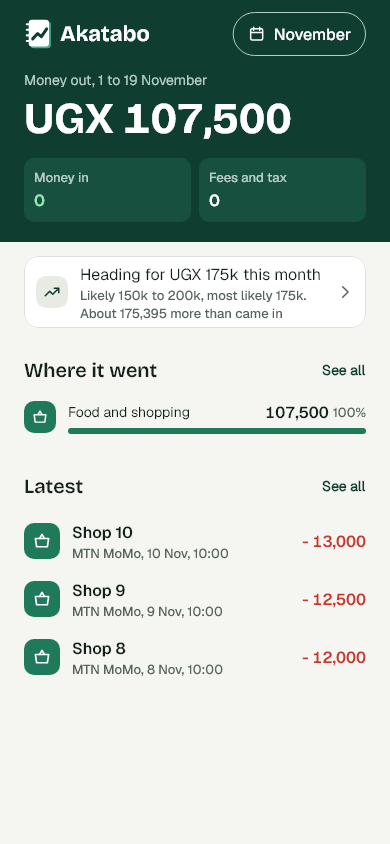 Akatabo
November
Money out, 1 to 19 November
UGX 107,500
Money in
Fees and tax
0
0
Heading for UGX 175k this month
Likely 150k to 200k, most likely 175k.
About 175,395 more than came in
Where it went
See all
Food and shopping
107,500 100%
Latest
See all
Shop 10
MTN MoMo, 10 Nov, 10:00
- 13,000
Shop 9
MTN MoMo, 9 Nov, 10:00
- 12,500
Shop 8
MTN MoMo, 8 Nov, 10:00
- 12,000